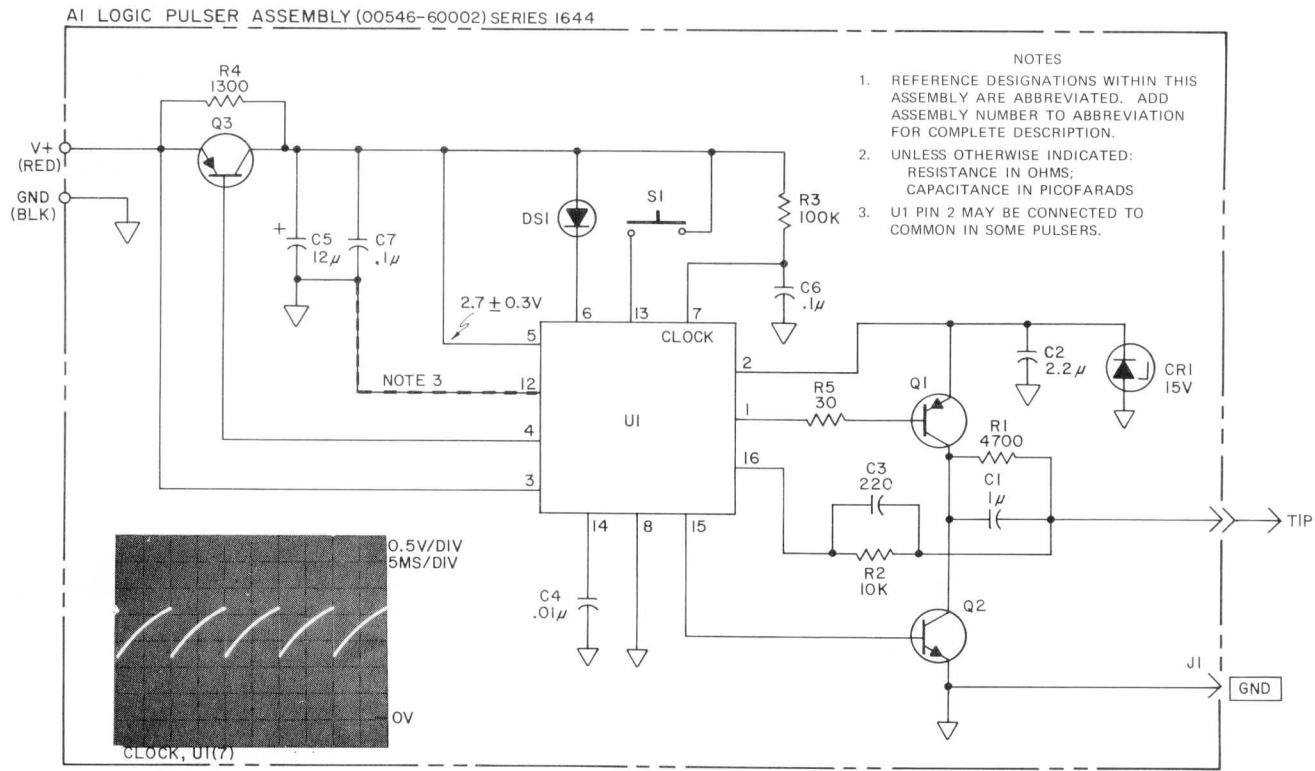 A1 LOGIC PULSER ASSEMBLY (00546-60002) SERIES 1644
NOTES
1. REFERENCE DESIGNATIONS WITHIN THIS
ASSEMBLY ARE ABBREVIATED. ADD
ASSEMBLY NUMBER TO ABBREVIATION
FOR COMPLETE DESCRIPTION.
2. UNLESS OTHERWISE INDICATED:
RESISTANCE IN OHMS;
CAPACITANCE IN PICOFARADS
3. U1 PIN 2 MAY BE CONNECTED TO
COMMON IN SOME PULSERS.
R4
1300
Q3
V+
(RED)
GND
(BLK)
+
C5
12μ
C7
.1μ
DS1
S1
R3
100K
C6
.1μ
2.7 ± 0.3V
6
13
7
CLOCK
5
12
NOTE 3
4
3
U1
2
1
16
14
8
15
R5
30
Q1
C2
2.2μ
CR1
15V
R1
4700
C1
1μ
C3
220
R2
10K
TIP
C4
.01μ
Q2
J1
GND
0.5V/DIV
5MS/DIV
0V
CLOCK, U1(7)